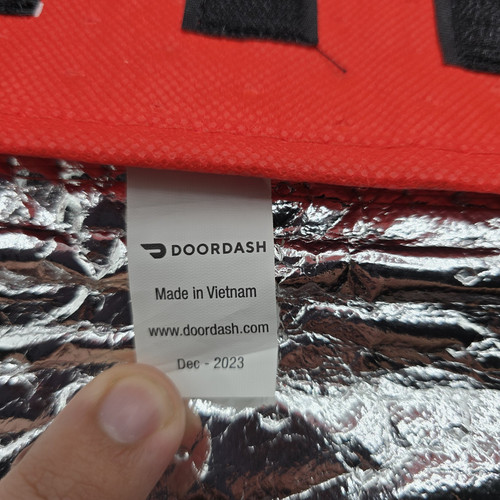 DOORDASH
Made in Vietnam
www.doordash.com
Dec - 2023